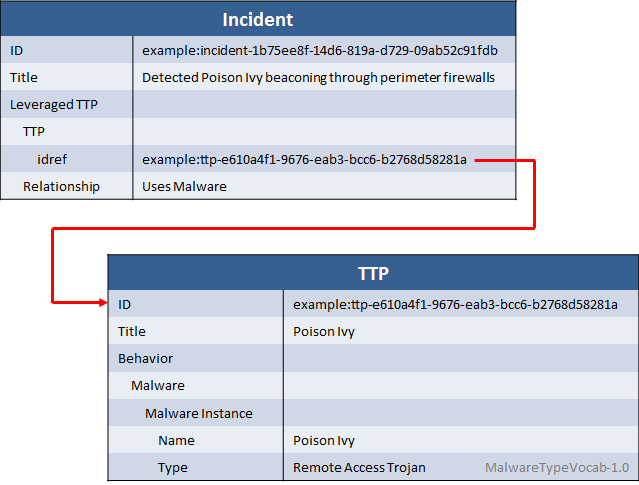 Incident
ID example:incident-1b75ee8f-14d6-819a-d729-09ab52c91fdb
Title Detected Poison Ivy beaconing through perimeter firewalls
Leveraged TTP
TTP
idref example:ttp-e610a4f1-9676-eab3-bcc6-b2768d58281a
Relationship Uses Malware
TTP
ID example:ttp-e610a4f1-9676-eab3-bcc6-b2768d58281a
Title Poison Ivy
Behavior
Malware
Malware Instance
Name Poison Ivy
Type Remote Access Trojan MalwareTypeVocab-1.0